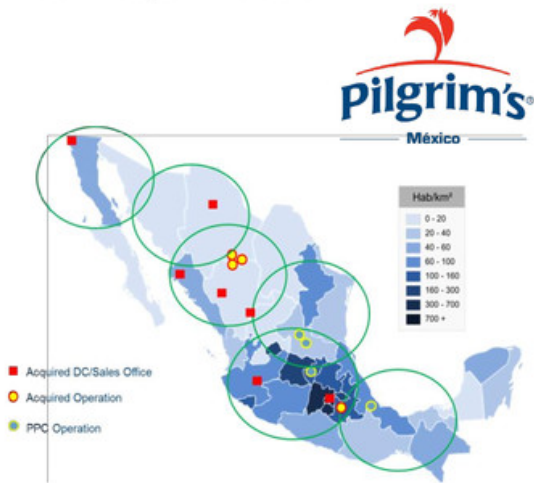 Pilgrim's®
México
Hab/km²
0 - 20
20 - 40
40 - 60
60 - 100
100 - 160
160 - 300
300 - 700
700 +
Acquired DC/Sales Office
Acquired Operation
PPC Operation